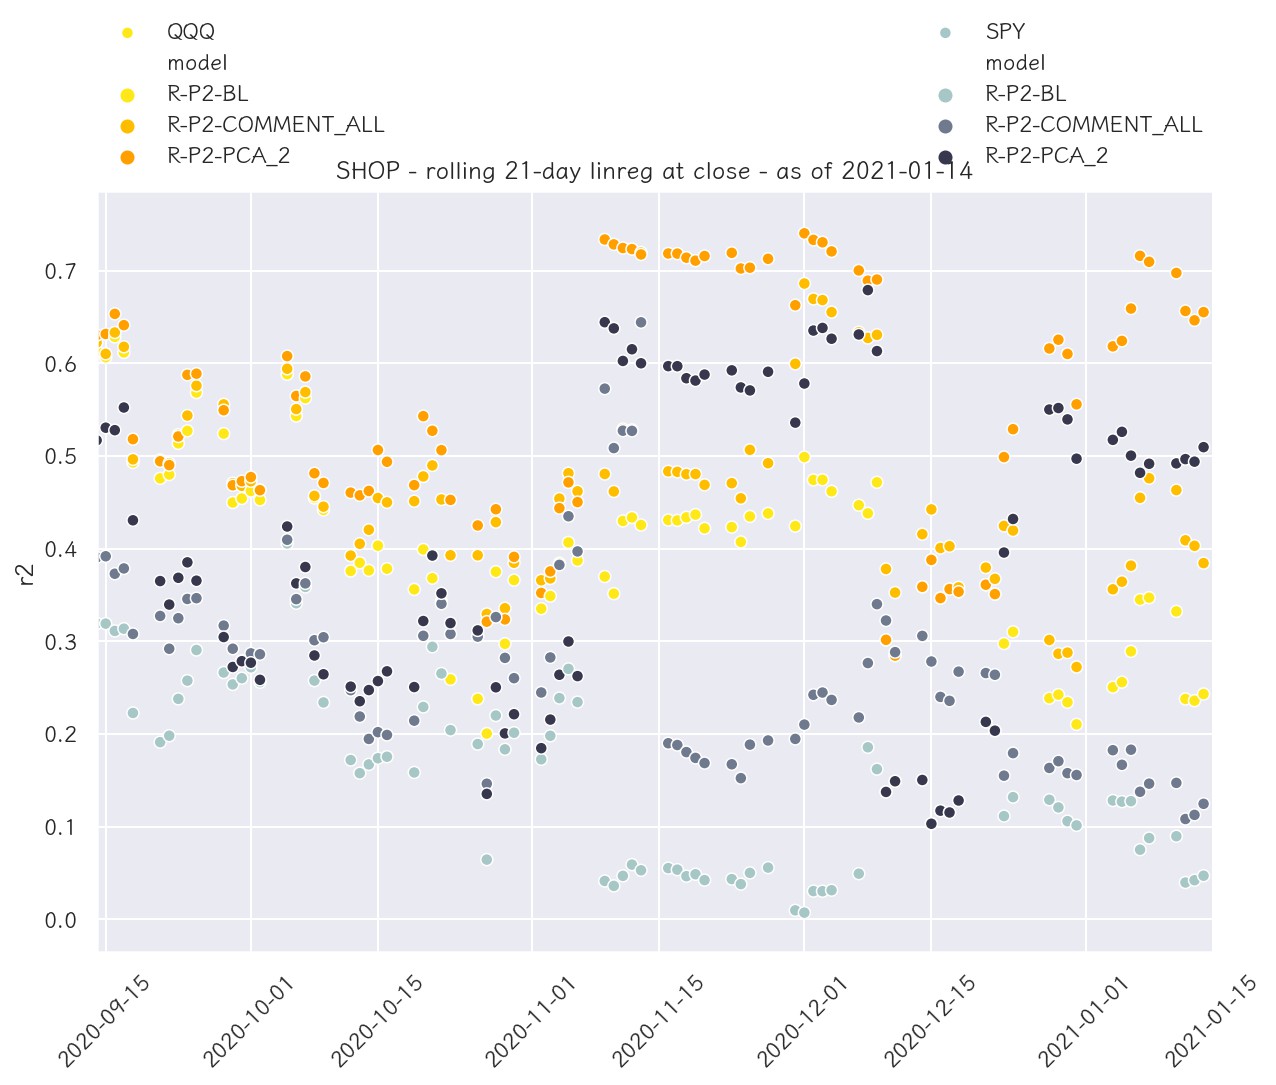 QQQ
model
R-P2-BL
R-P2-COMMENT_ALL
R-P2-PCA_2
SPY
model
R-P2-BL
R-P2-COMMENT_ALL
R-P2-PCA_2
SHOP - rolling 21-day linreg at close - as of 2021-01-14
r2
0.7
0.6
0.5
0.4
0.3
0.2
0.1
0.0
2020-09-15
2020-10-01
2020-10-15
2020-11-01
2020-11-15
2020-12-01
2020-12-15
2021-01-01
2021-01-15